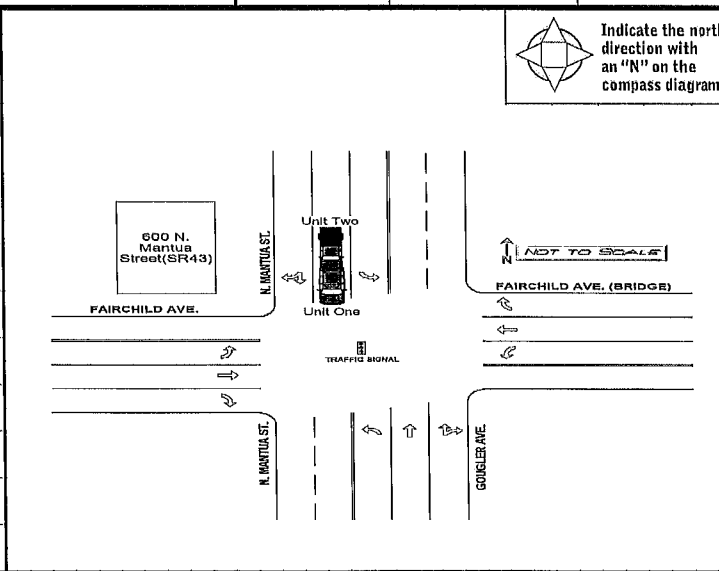 Indicate the north
direction with
an "N" on the
compass diagram
Unit Two
600 N.
Mantua
Street(SR43)
N. MANTUA ST.
N
NOT TO SCALE
FAIRCHILD AVE. (BRIDGE)
FAIRCHILD AVE.
Unit One
TRAFFIC SIGNAL
N. MANTUA ST.
GOUGLER AVE.